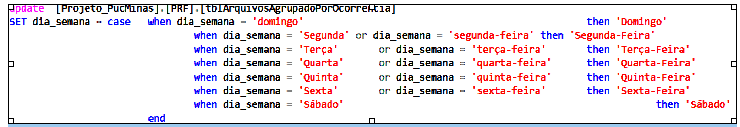 Update [Projeto_PucMinas].[PRF].[tblArquivosAgrupadoPorOcorrencia]
SET dia_semana = case when dia_semana = 'domingo' then 'Domingo'
when dia_semana = 'Segunda' or dia_semana = 'segunda-feira' then 'Segunda-Feira'
when dia_semana = 'Terça' or dia_semana = 'terça-feira' then 'Terça-Feira'
when dia_semana = 'Quarta' or dia_semana = 'quarta-feira' then 'Quarta-Feira'
when dia_semana = 'Quinta' or dia_semana = 'quinta-feira' then 'Quinta-Feira'
when dia_semana = 'Sexta' or dia_semana = 'sexta-feira' then 'Sexta-Feira'
when dia_semana = 'Sábado' then 'Sábado'
end